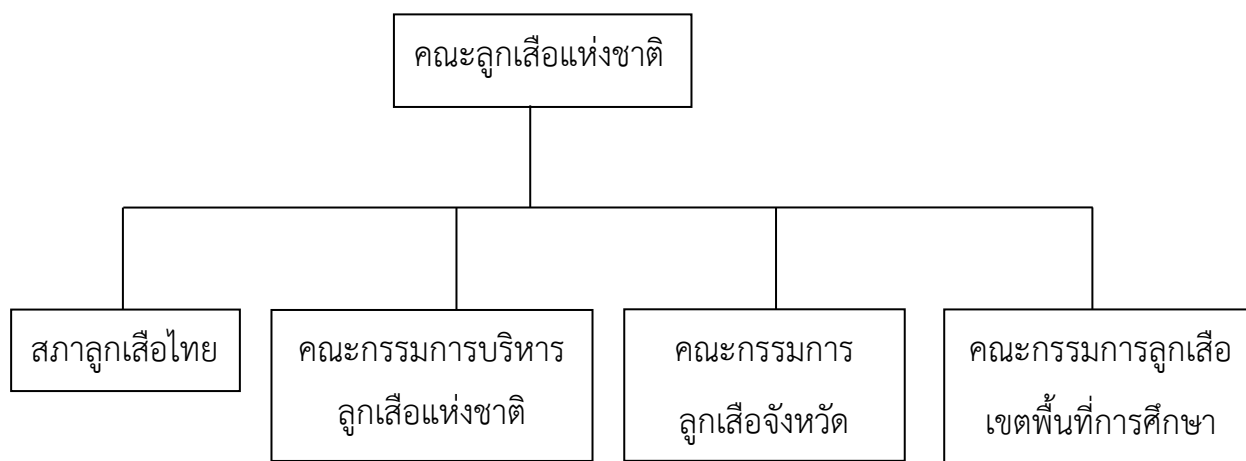 คณะลูกเสือแห่งชาติ
สภาลูกเสือไทย
คณะกรรมการบริหาร
ลูกเสือแห่งชาติ
คณะกรรมการ
ลูกเสือจังหวัด
คณะกรรมการลูกเสือ
เขตพื้นที่การศึกษา